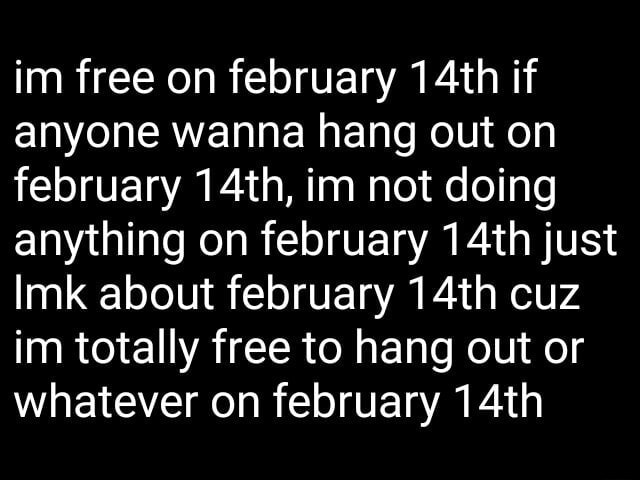 im free on february 14th if
anyone wanna hang out on
february 14th, im not doing
anything on february 14th just
lmk about february 14th cuz
im totally free to hang out or
whatever on february 14th